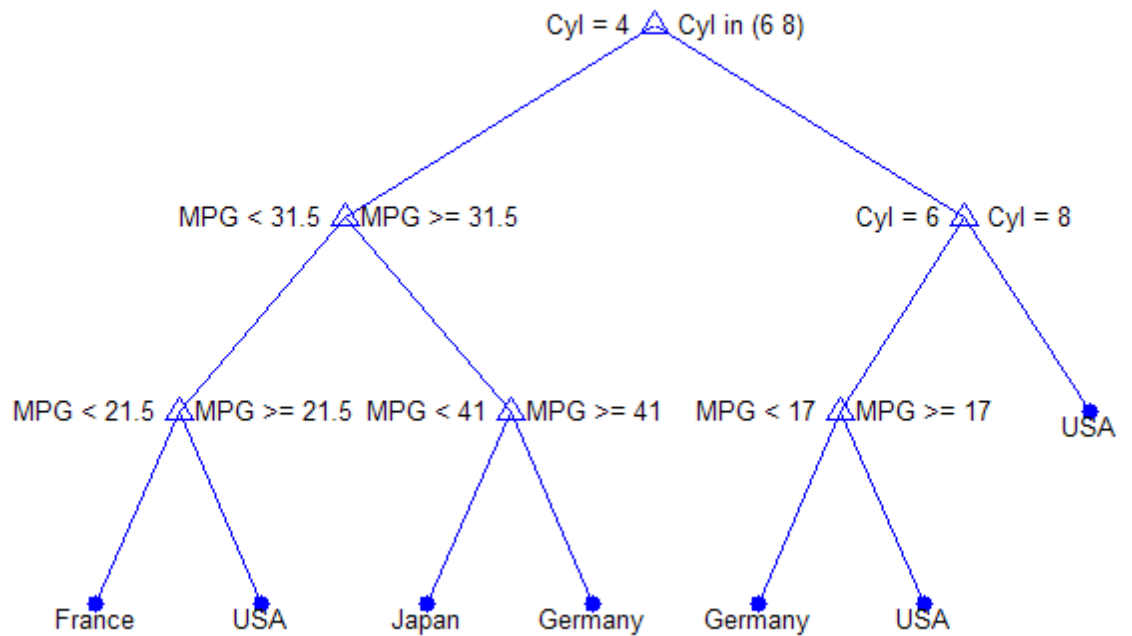 Cyl = 4 Cyl in (6 8)
MPG < 31.5 MPG >= 31.5 Cyl = 6 Cyl = 8
MPG < 21.5 MPG >= 21.5 MPG < 41 MPG >= 41 MPG < 17 MPG >= 17
USA
France USA Japan Germany Germany USA